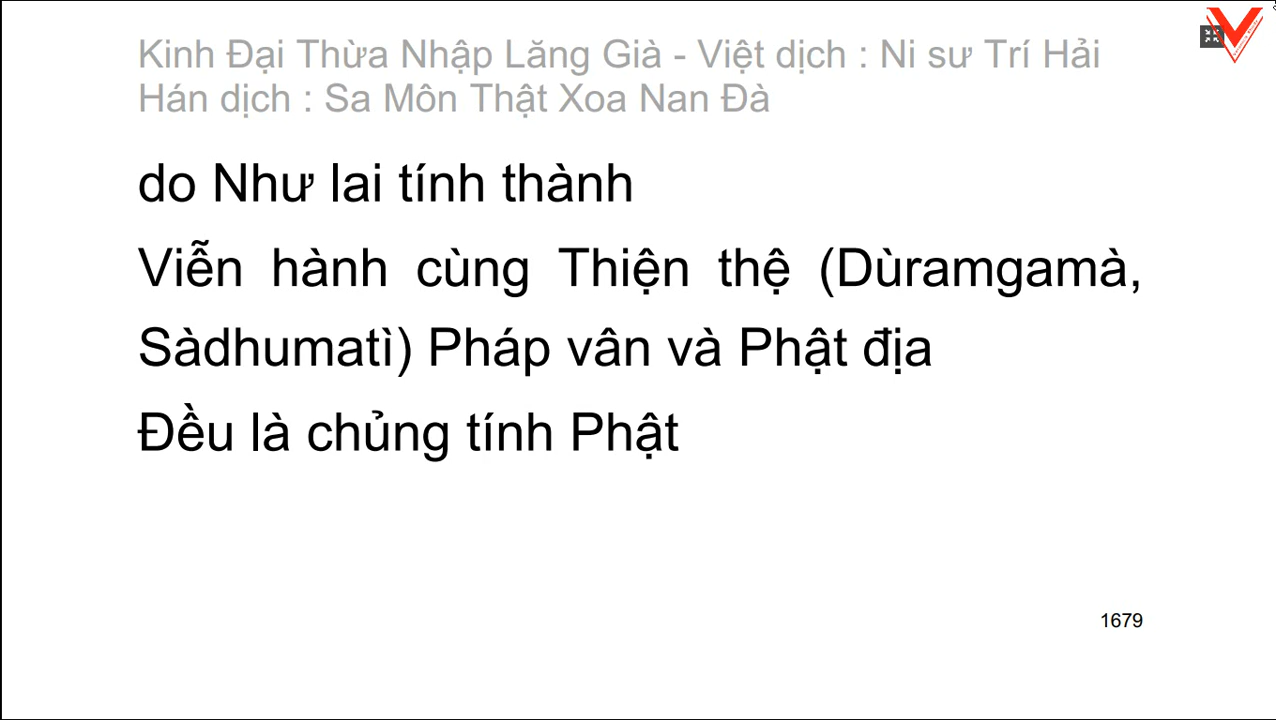 Kinh Đại Thừa Nhập Lăng Già - Việt dịch : Ni sư Trí Hải
Hán dịch : Sa Môn Thật Xoa Nan Đà
do Như lai tính thành
Viễn hành cùng Thiện thệ (Dùramgamà,
Sàdhumatì) Pháp vân và Phật địa
Đều là chủng tính Phật
1679